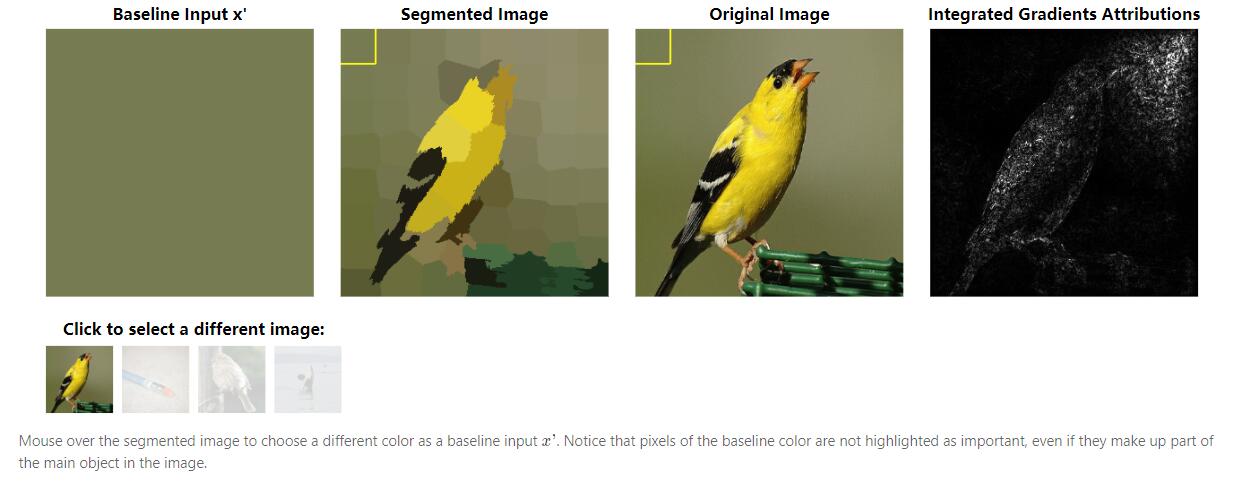 Baseline Input x'
Segmented Image
Original Image
Integrated Gradients Attributions
Click to select a different image:
Mouse over the segmented image to choose a different color as a baseline input x’. Notice that pixels of the baseline color are not highlighted as important, even if they make up part of
the main object in the image.